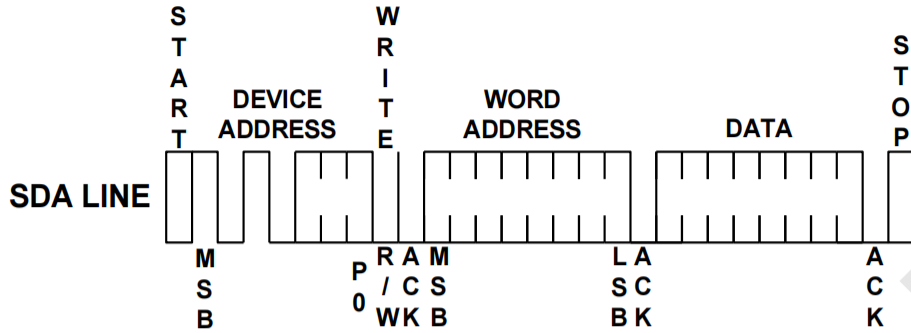 START
WRITE
STOP
DEVICE
ADDRESS
WORD
ADDRESS
DATA
SDA LINE
MSB
P0
R/W
ACK
MSB
LSB
ACK
ACK